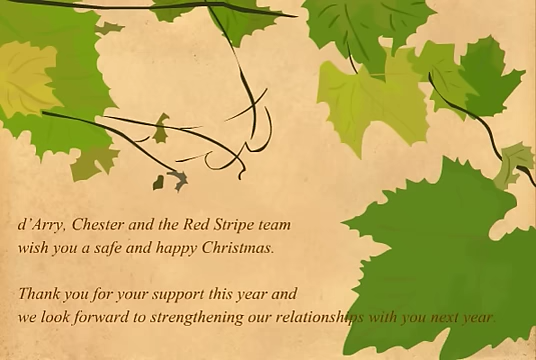 d'Arry, Chester and the Red Stripe team
wish you a safe and happy Christmas.
Thank you for your support this year and
we look forward to strengthening our relationships with you next year.